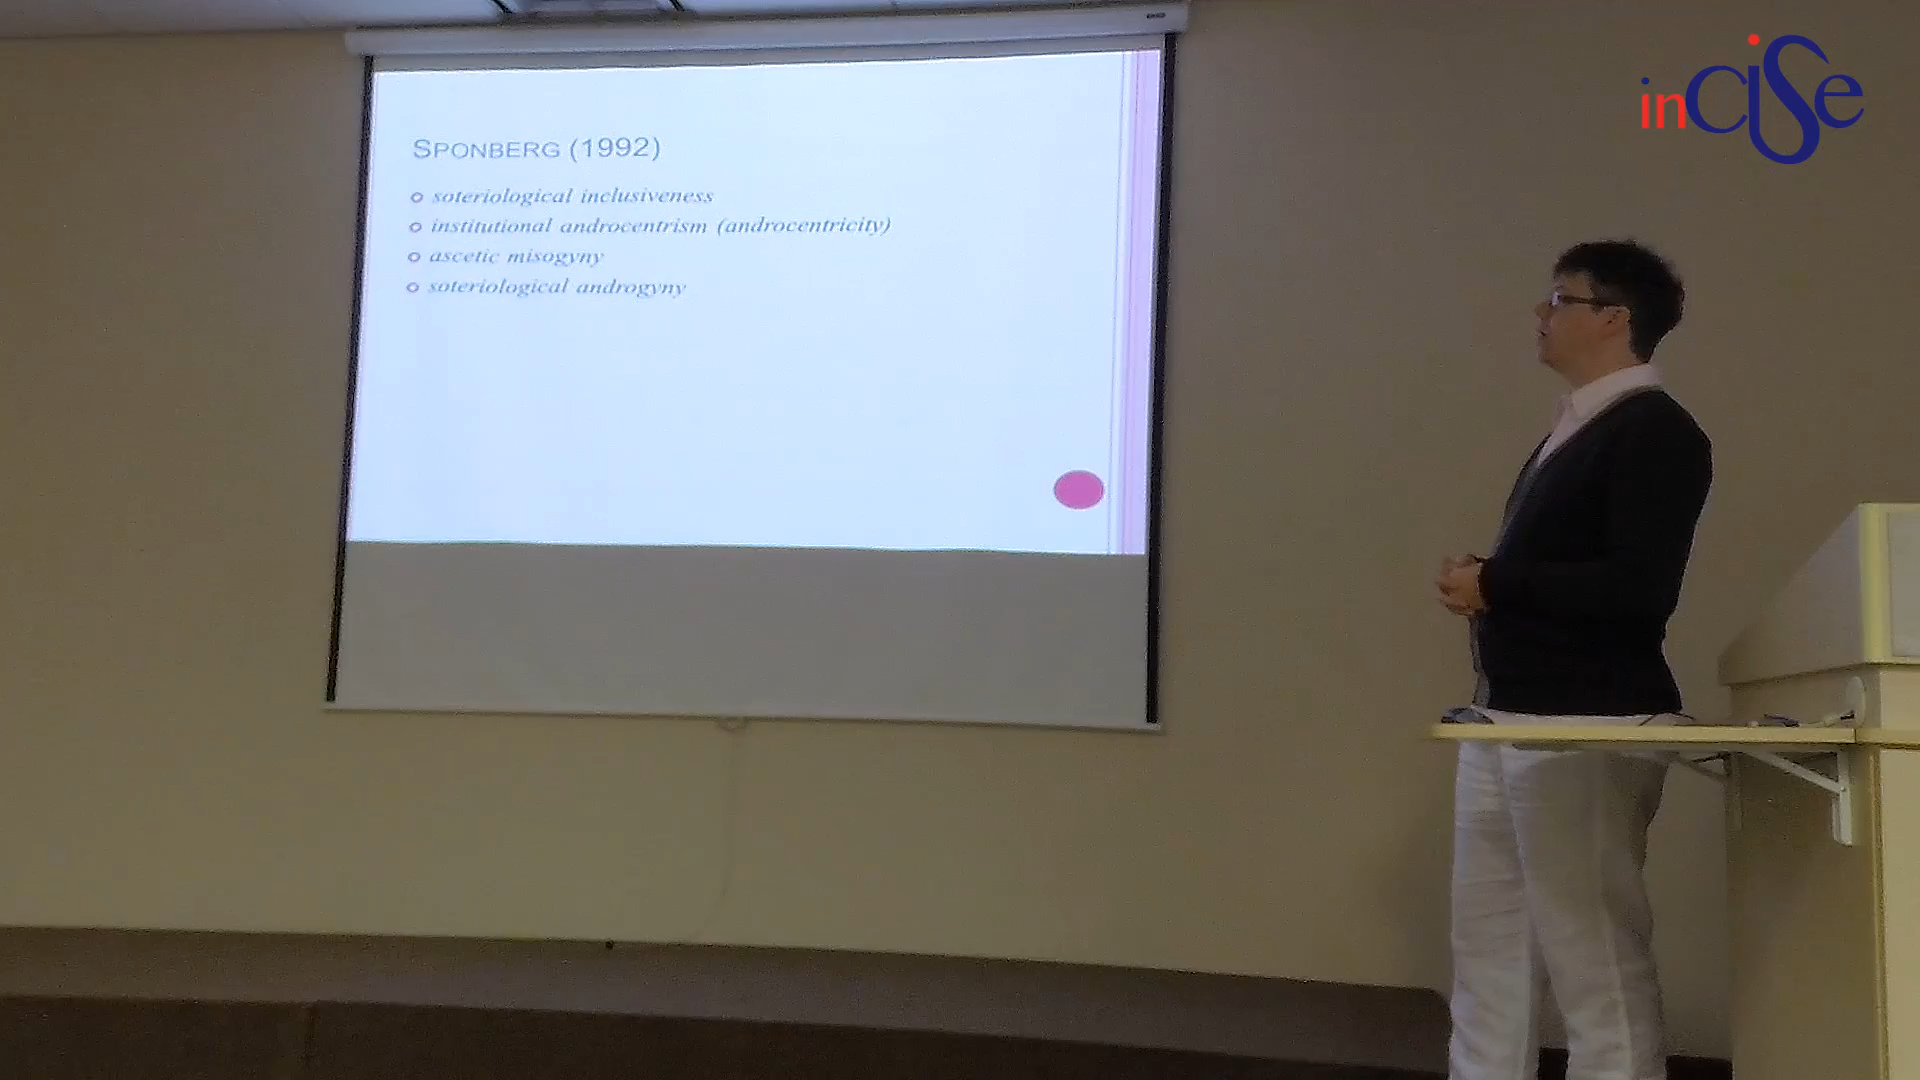 inCiSe
SPONBERG (1992)
soteriological inclusiveness
institutional androcentrism (androcentricity)
ascetic misogyny
soteriological androgyny